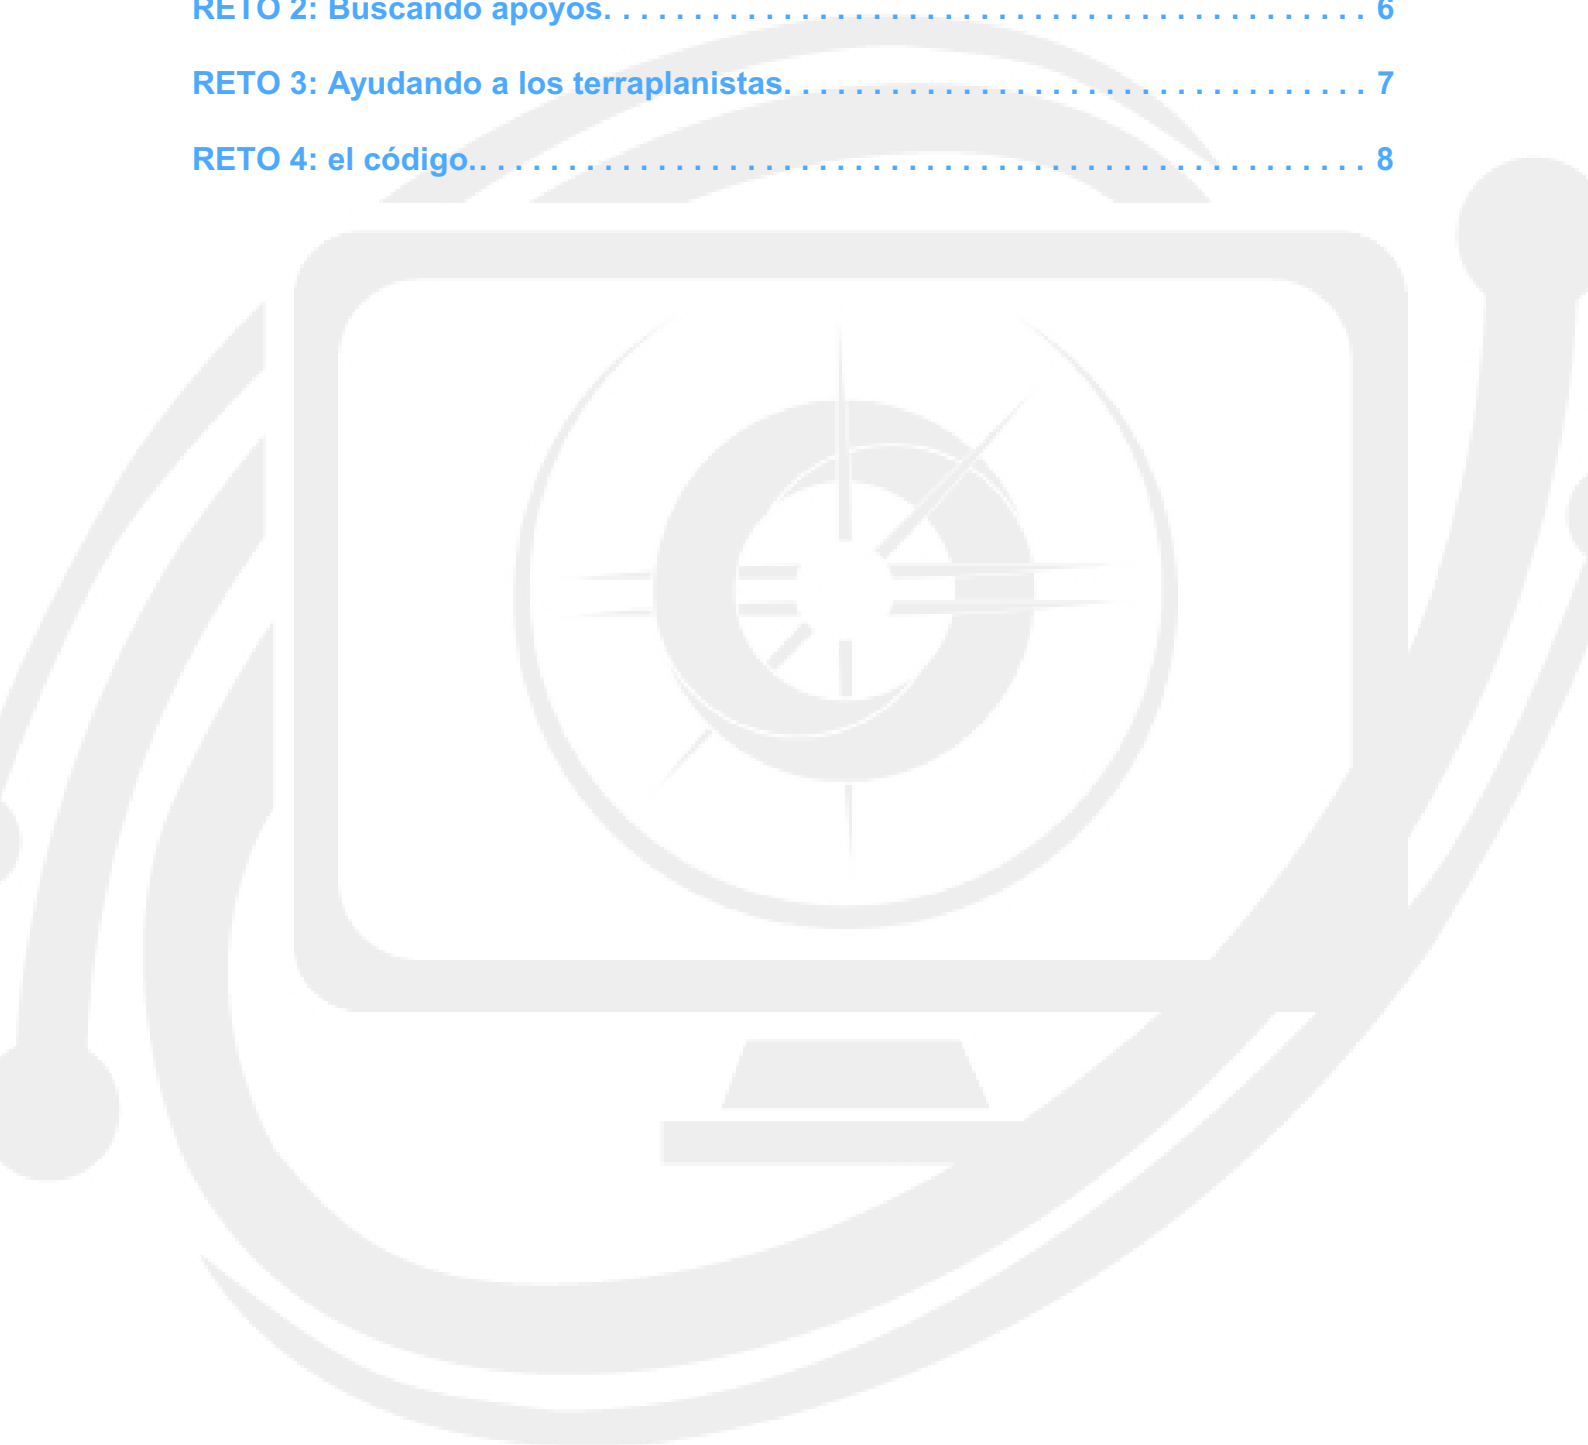 RETO 2: Buscando apoyos. . . . . . . . . . . . . . . . . . . . . . . . . . . . . . . . . . . . . . . . . . . 6
RETO 3: Ayudando a los terraplanistas. . . . . . . . . . . . . . . . . . . . . . . . . . . . . . . . . 7
RETO 4: el código.. . . . . . . . . . . . . . . . . . . . . . . . . . . . . . . . . . . . . . . . . . . . . . . . . . 8